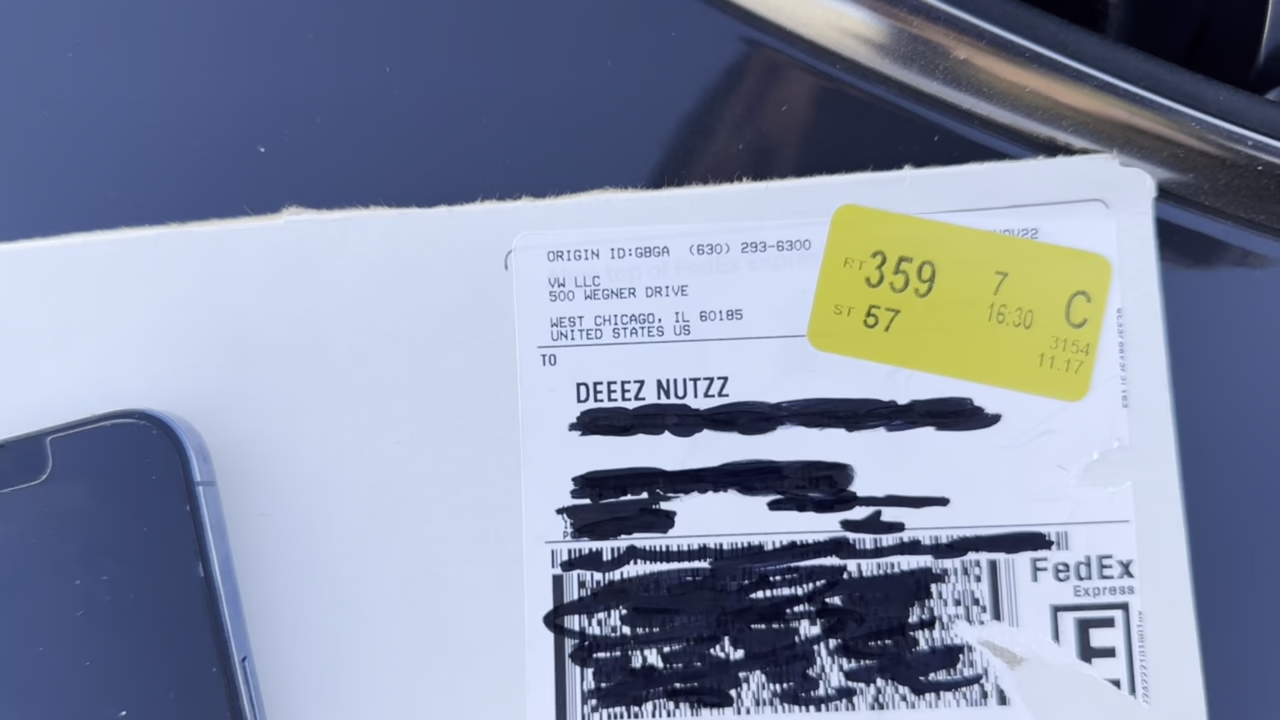 ORIGIN ID:GBGA (630) 293-6300
VW LLC
500 WEGNER DRIVE
WEST CHICAGO, IL 60185
UNITED STATES US
NOV22
RT 359 7 C
ST 57 16:30
3154
11.17
TO
DEEEZ NUTZZ
FedEx
Express
E